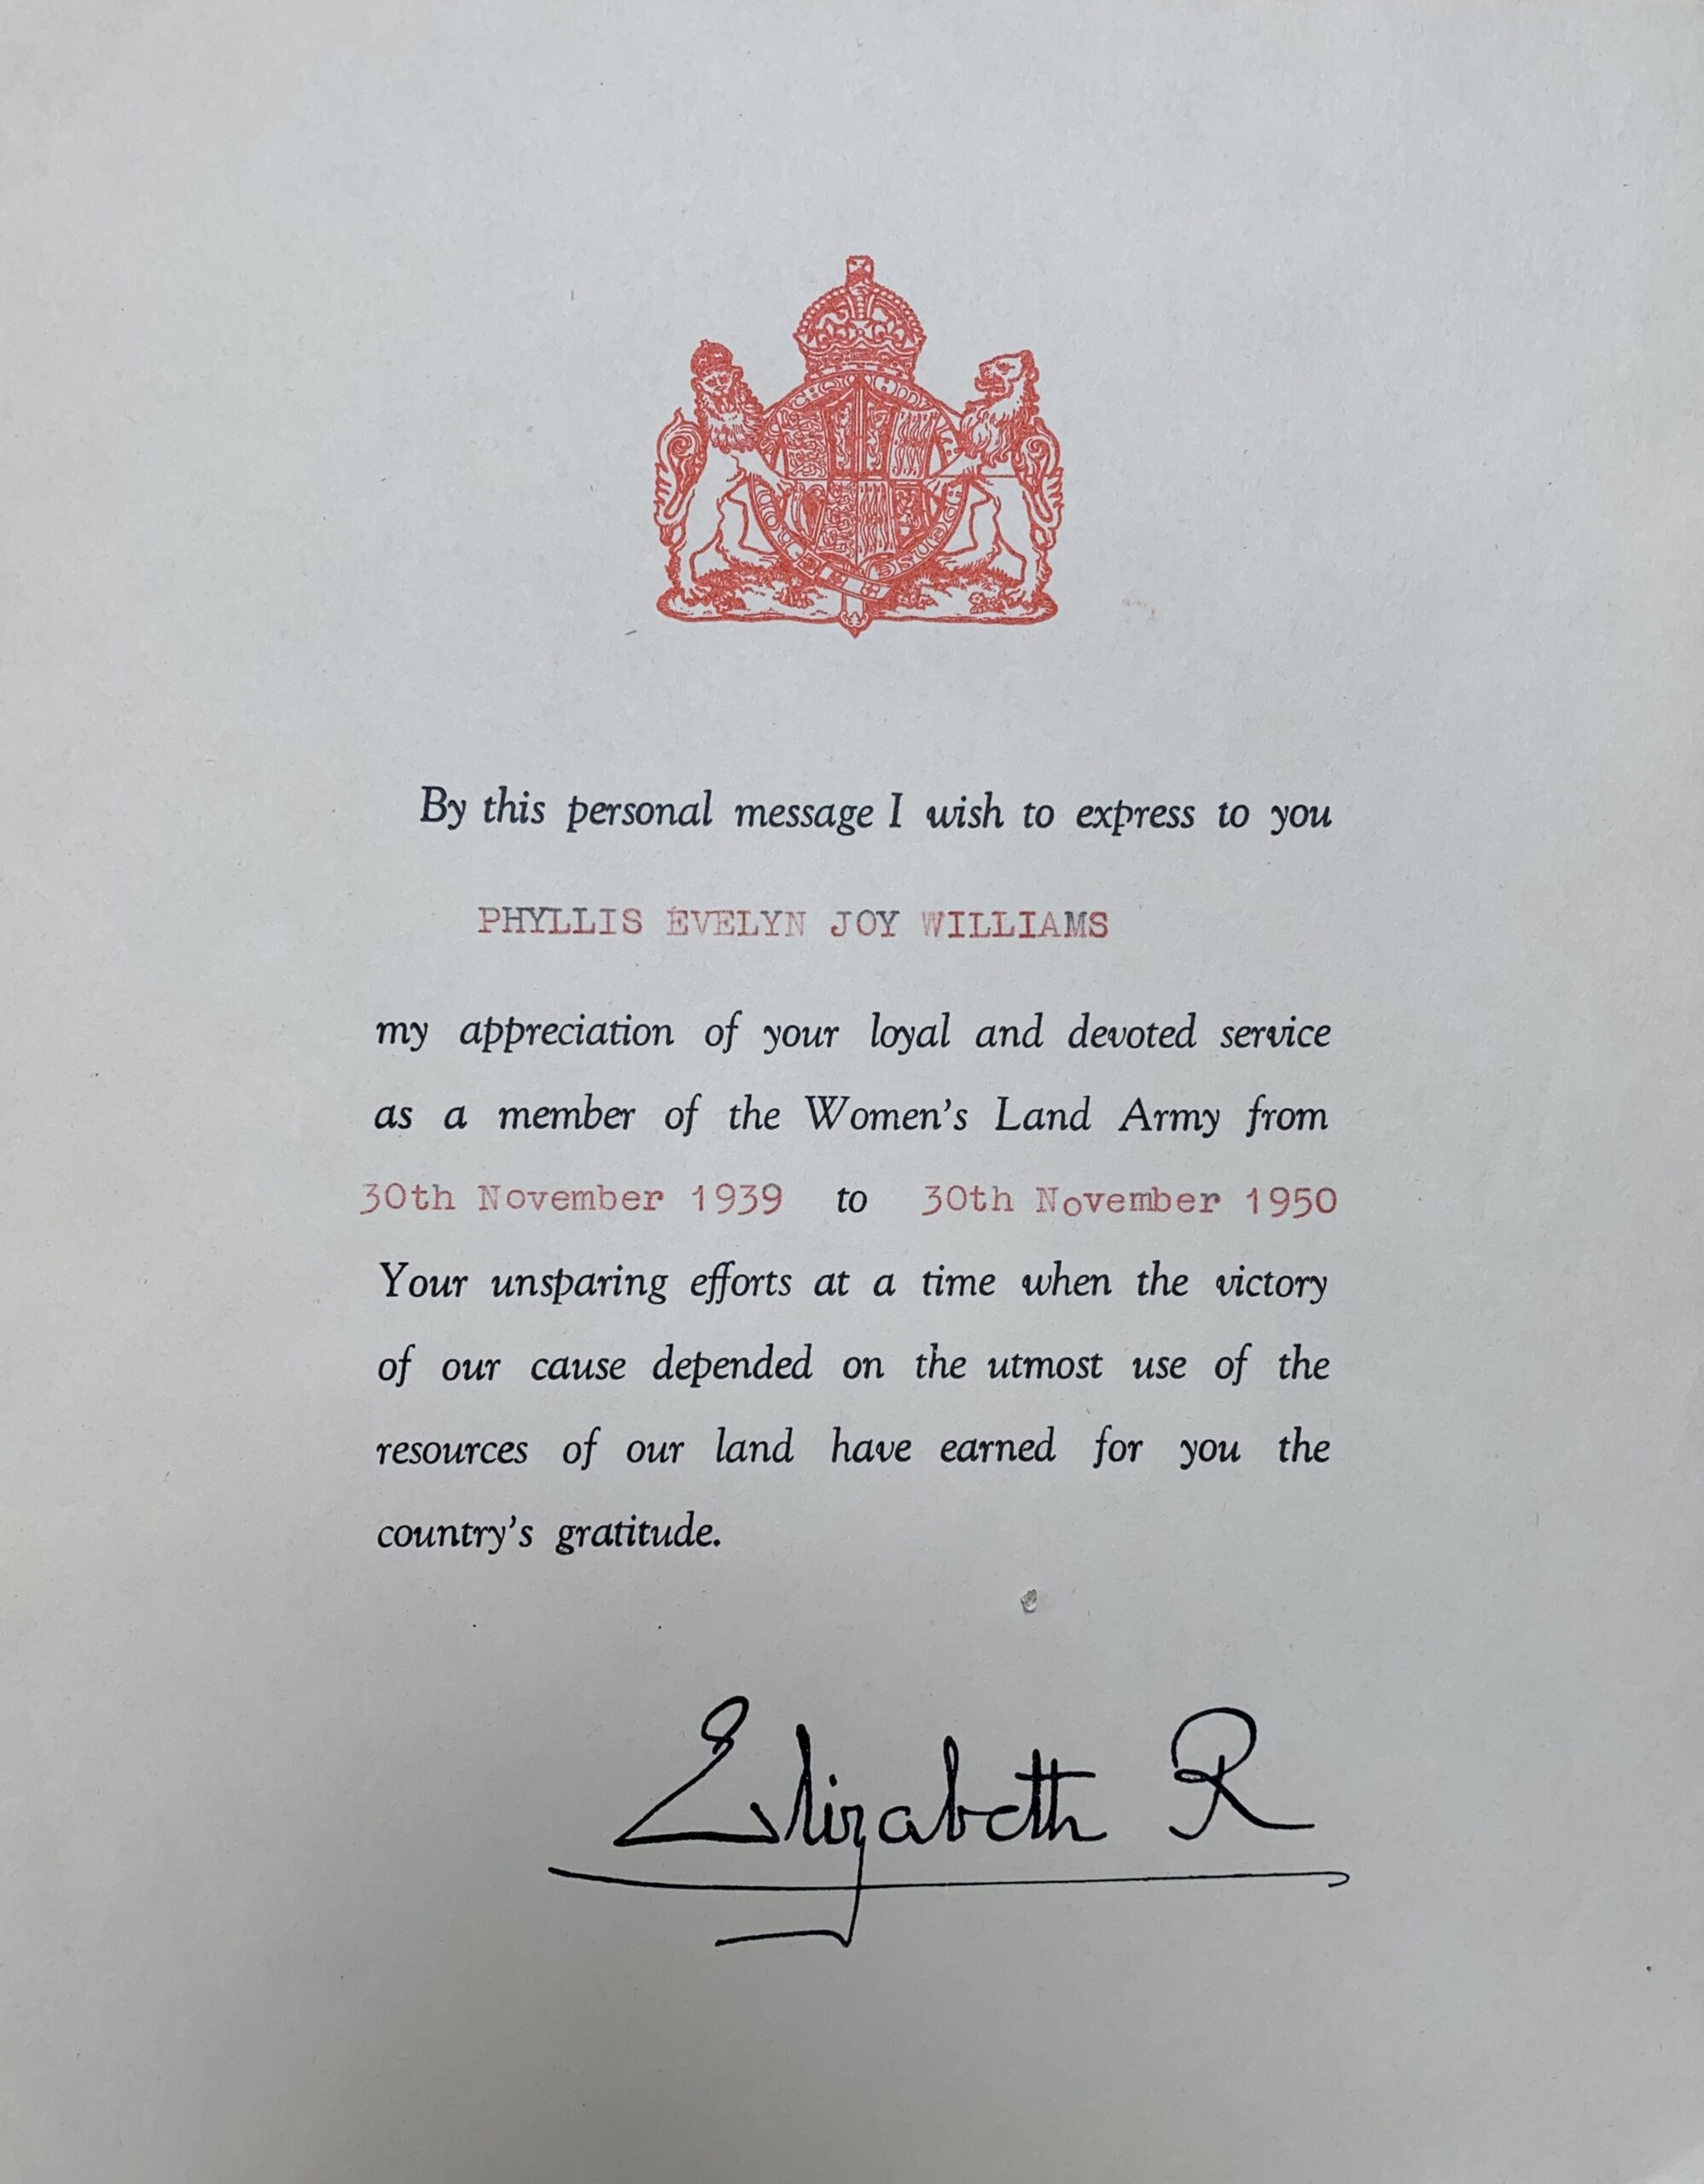 By this personal message I wish to express to you
PHYLLIS EVELYN JOY WILLIAMS
my appreciation of your loyal and devoted service
as a member of the Women's Land Army from
30th November 1939 to 30th November 1950
Your unsparing efforts at a time when the victory
of our cause depended on the utmost use of the
resources of our land have earned for you the
country's gratitude.
Elizabeth R